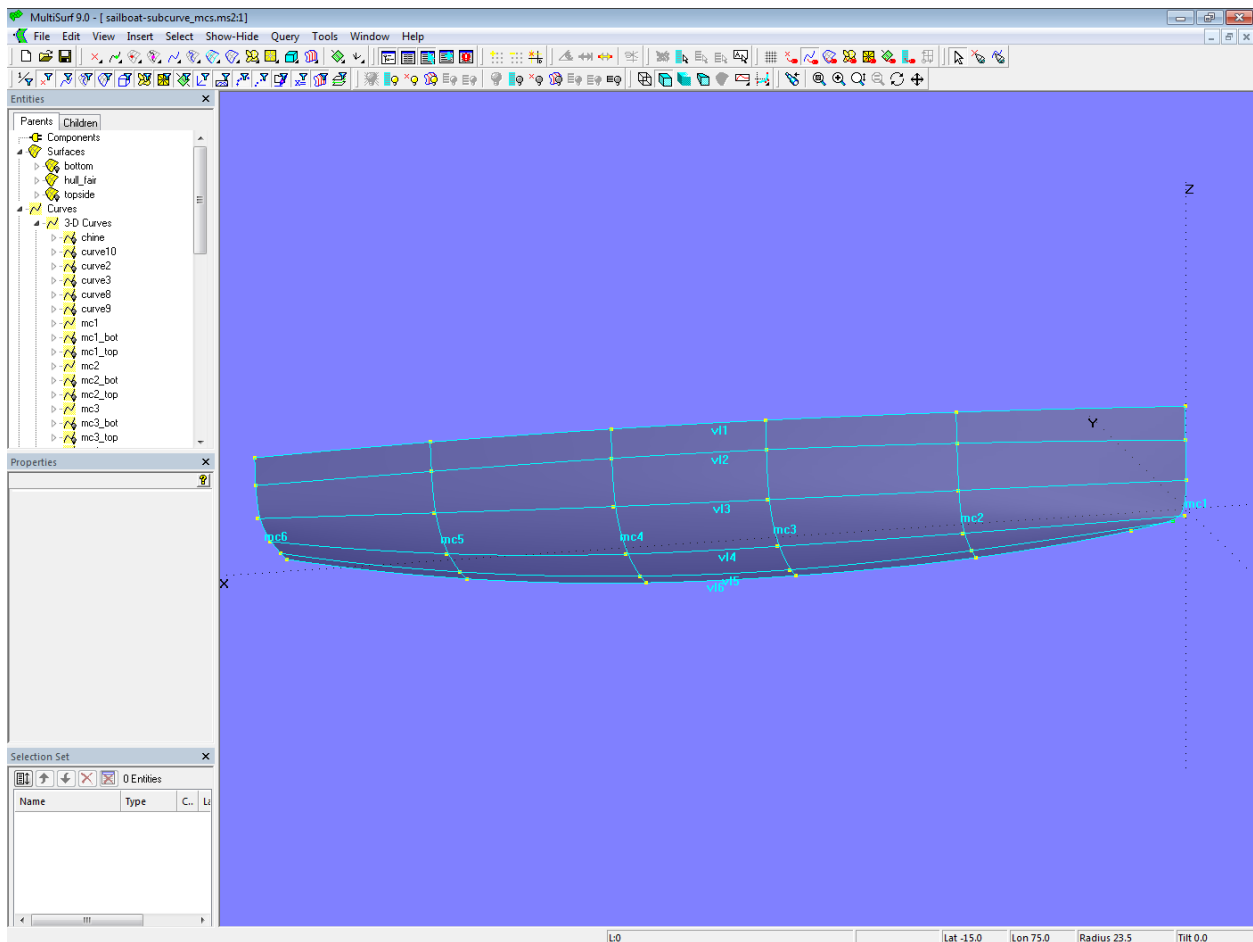 MultiSurf 9.0 - [ sailboat-subcurve_mcs.ms2:1]
File Edit View Insert Select Show-Hide Query Tools Window Help
Entities
Parents Children
Components
Surfaces
bottom
hull_fair
topside
Curves
3-D Curves
chine
curve10
curve2
curve3
curve8
curve9
mc1
mc1_bot
mc1_top
mc2
mc2_bot
mc2_top
mc3
mc3_bot
mc3_top
Properties
Selection Set
0 Entities
Name Type C.. La
Z
Y
vl1
vl2
vl3
mc1
mc2
mc3
mc4
mc5
mc6
vl4
vl5
vl6
X
L:0 Lat -15.0 Lon 75.0 Radius 23.5 Tilt 0.0